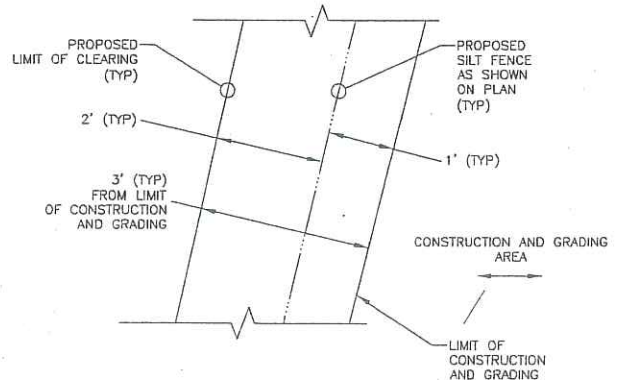 PROPOSED
LIMIT OF CLEARING
(TYP)
PROPOSED
SILT FENCE
AS SHOWN
ON PLAN
(TYP)
2' (TYP)
1' (TYP)
3' (TYP)
FROM LIMIT
OF CONSTRUCTION
AND GRADING
CONSTRUCTION AND GRADING
AREA
LIMIT OF
CONSTRUCTION
AND GRADING